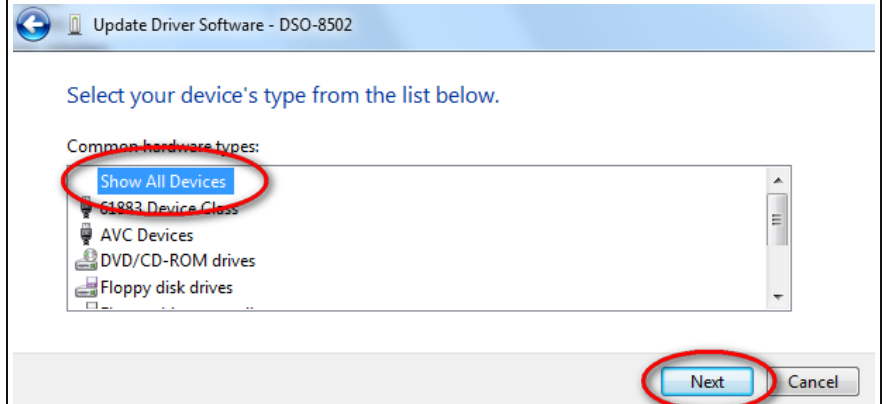 Update Driver Software - DSO-8502
Select your device's type from the list below.
Common hardware types:
Show All Devices
61883 Device Class
AVC Devices
DVD/CD-ROM drives
Floppy disk drives
Next
Cancel